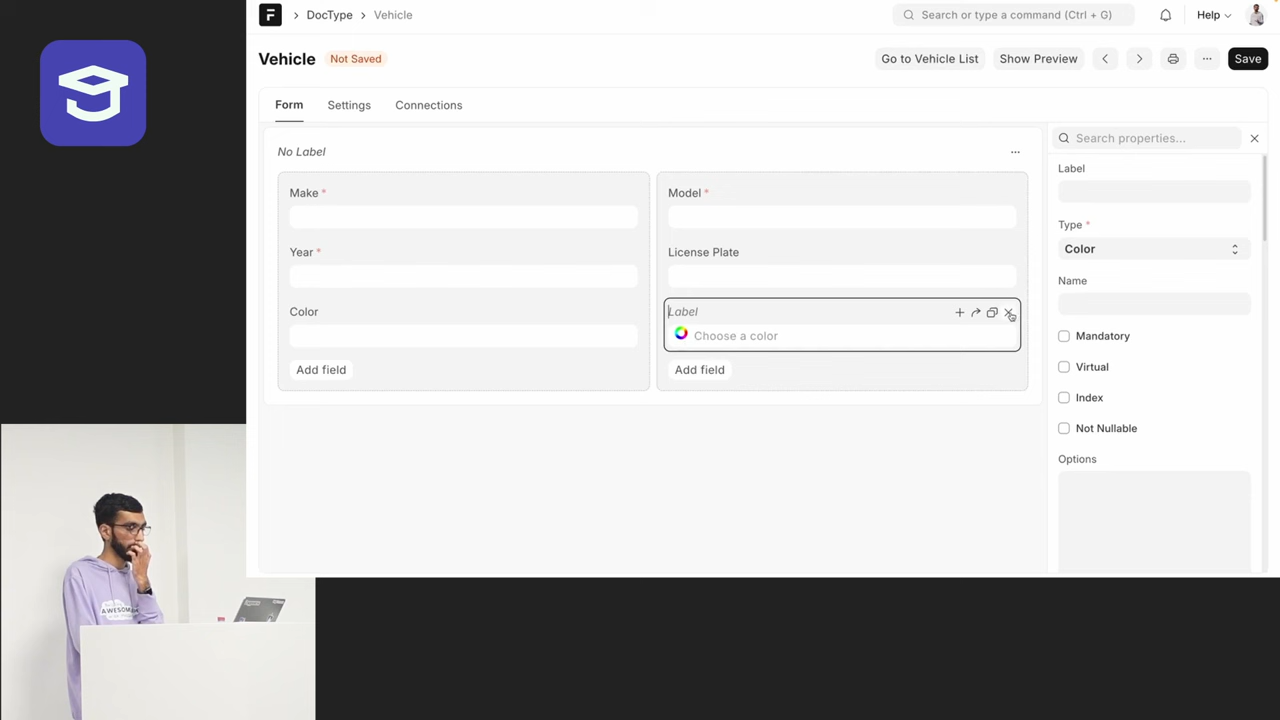 DocType
Vehicle
Search or type a command (Ctrl + G)
Help
Vehicle
Not Saved
Go to Vehicle List
Show Preview
Save
Form
Settings
Connections
Search properties...
No Label
Make *
Model *
Year *
License Plate
Color
Label
Choose a color
Add field
Add field
Label
Type *
Color
Name
Mandatory
Virtual
Index
Not Nullable
Options
AWESOME